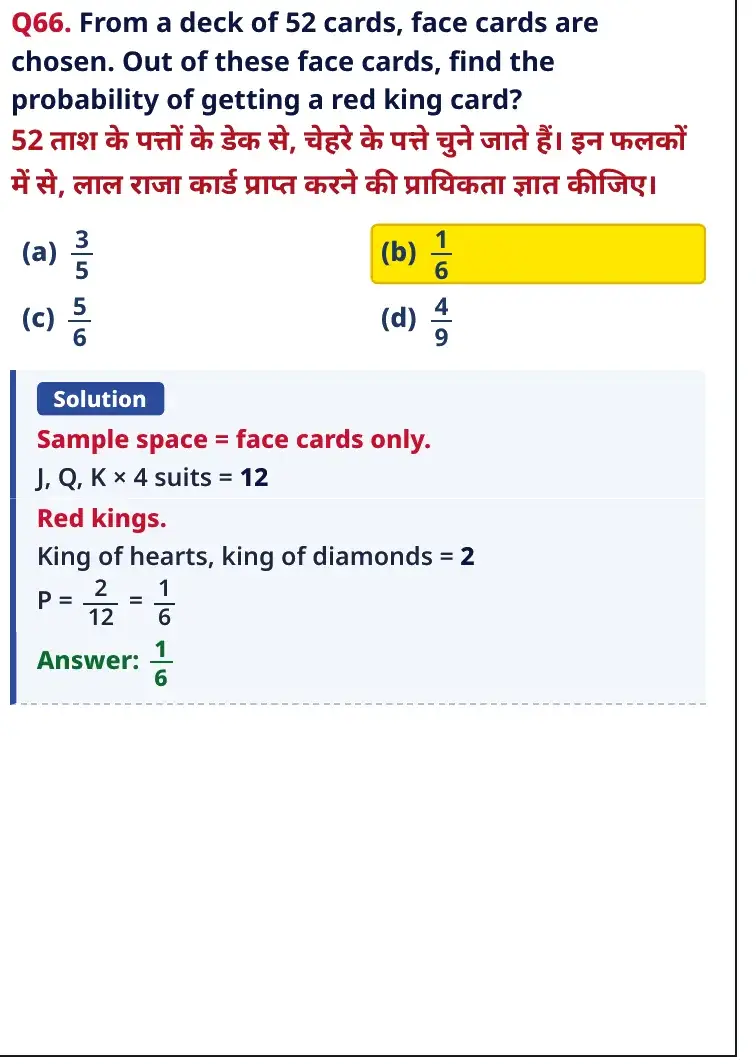 Q66. From a deck of 52 cards, face cards are
chosen. Out of these face cards, find the
probability of getting a red king card?
52 ताश के पत्तों के डेक से, चेहरे के पत्ते चुने जाते हैं। इन फलकों
में से, लाल राजा कार्ड प्राप्त करने की प्रायिकता ज्ञात कीजिए।
(a) 3/5 (b) 1/6
(c) 5/6 (d) 4/9
Solution
Sample space = face cards only.
J, Q, K × 4 suits = 12
Red kings.
King of hearts, king of diamonds = 2
P = 2/12 = 1/6
Answer: 1/6